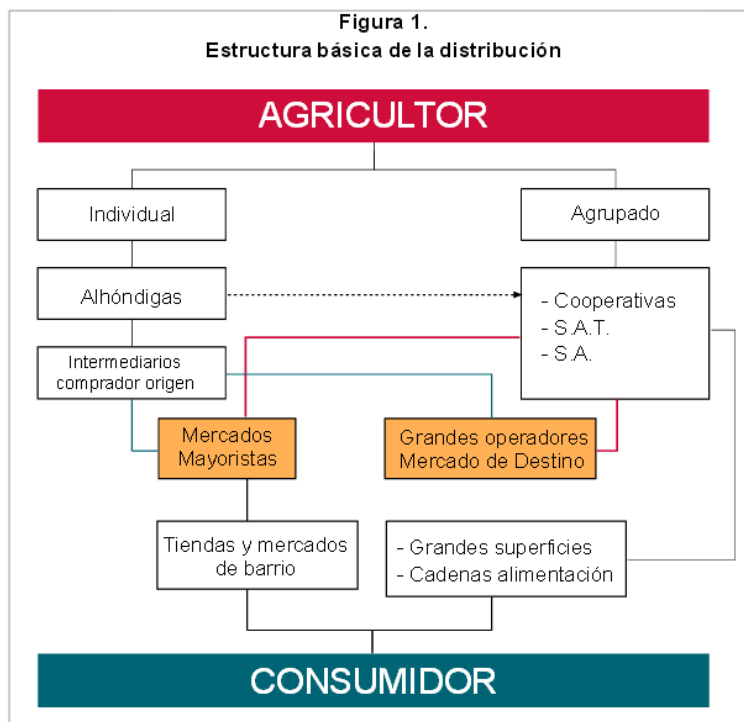 Figura 1.
Estructura básica de la distribución
AGRICULTOR
Individual
Agrupado
Alhóndigas
- Cooperativas
- S.A.T.
- S.A.
Intermediarios
comprador origen
Mercados
Mayoristas
Grandes operadores
Mercado de Destino
Tiendas y mercados
de barrio
- Grandes superficies
- Cadenas alimentación
CONSUMIDOR